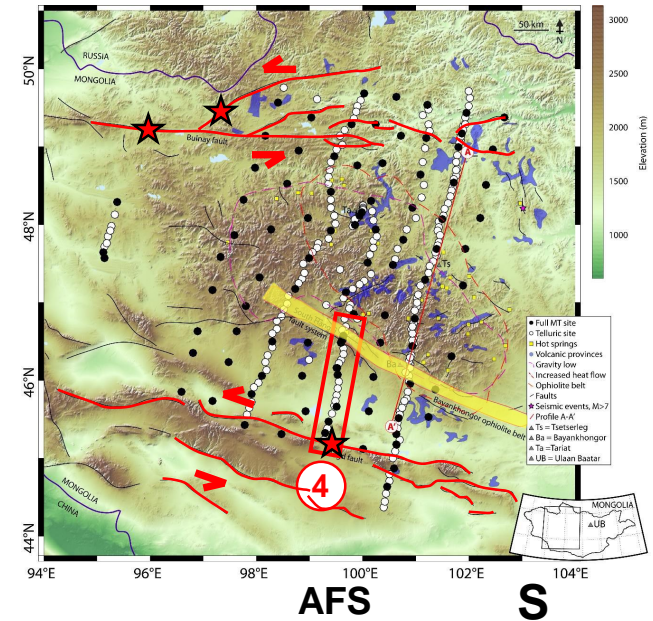 50 km
N
3000
2500
2000
1500
1000
Elevation (m)
50°N
48°N
46°N
44°N
RUSSIA
MONGOLIA
Bulnay fault
A
Ta
Ts
Ba
fault system
Bayankhongor ophiolite belt
A'
fault
4
MONGOLIA
CHINA
Full MT site
Telluric site
Hot springs
Volcanic provinces
Gravity low
Increased heat flow
Ophiolite belt
Faults
Seismic events, M>7
Profile A-A'
Ts = Tsetserleg
Ba = Bayankhongor
Ta =Tariat
UB = Ulaan Baatar
MONGOLIA
UB
94°E
96°E
98°E
100°E
102°E
104°E
AFS
S